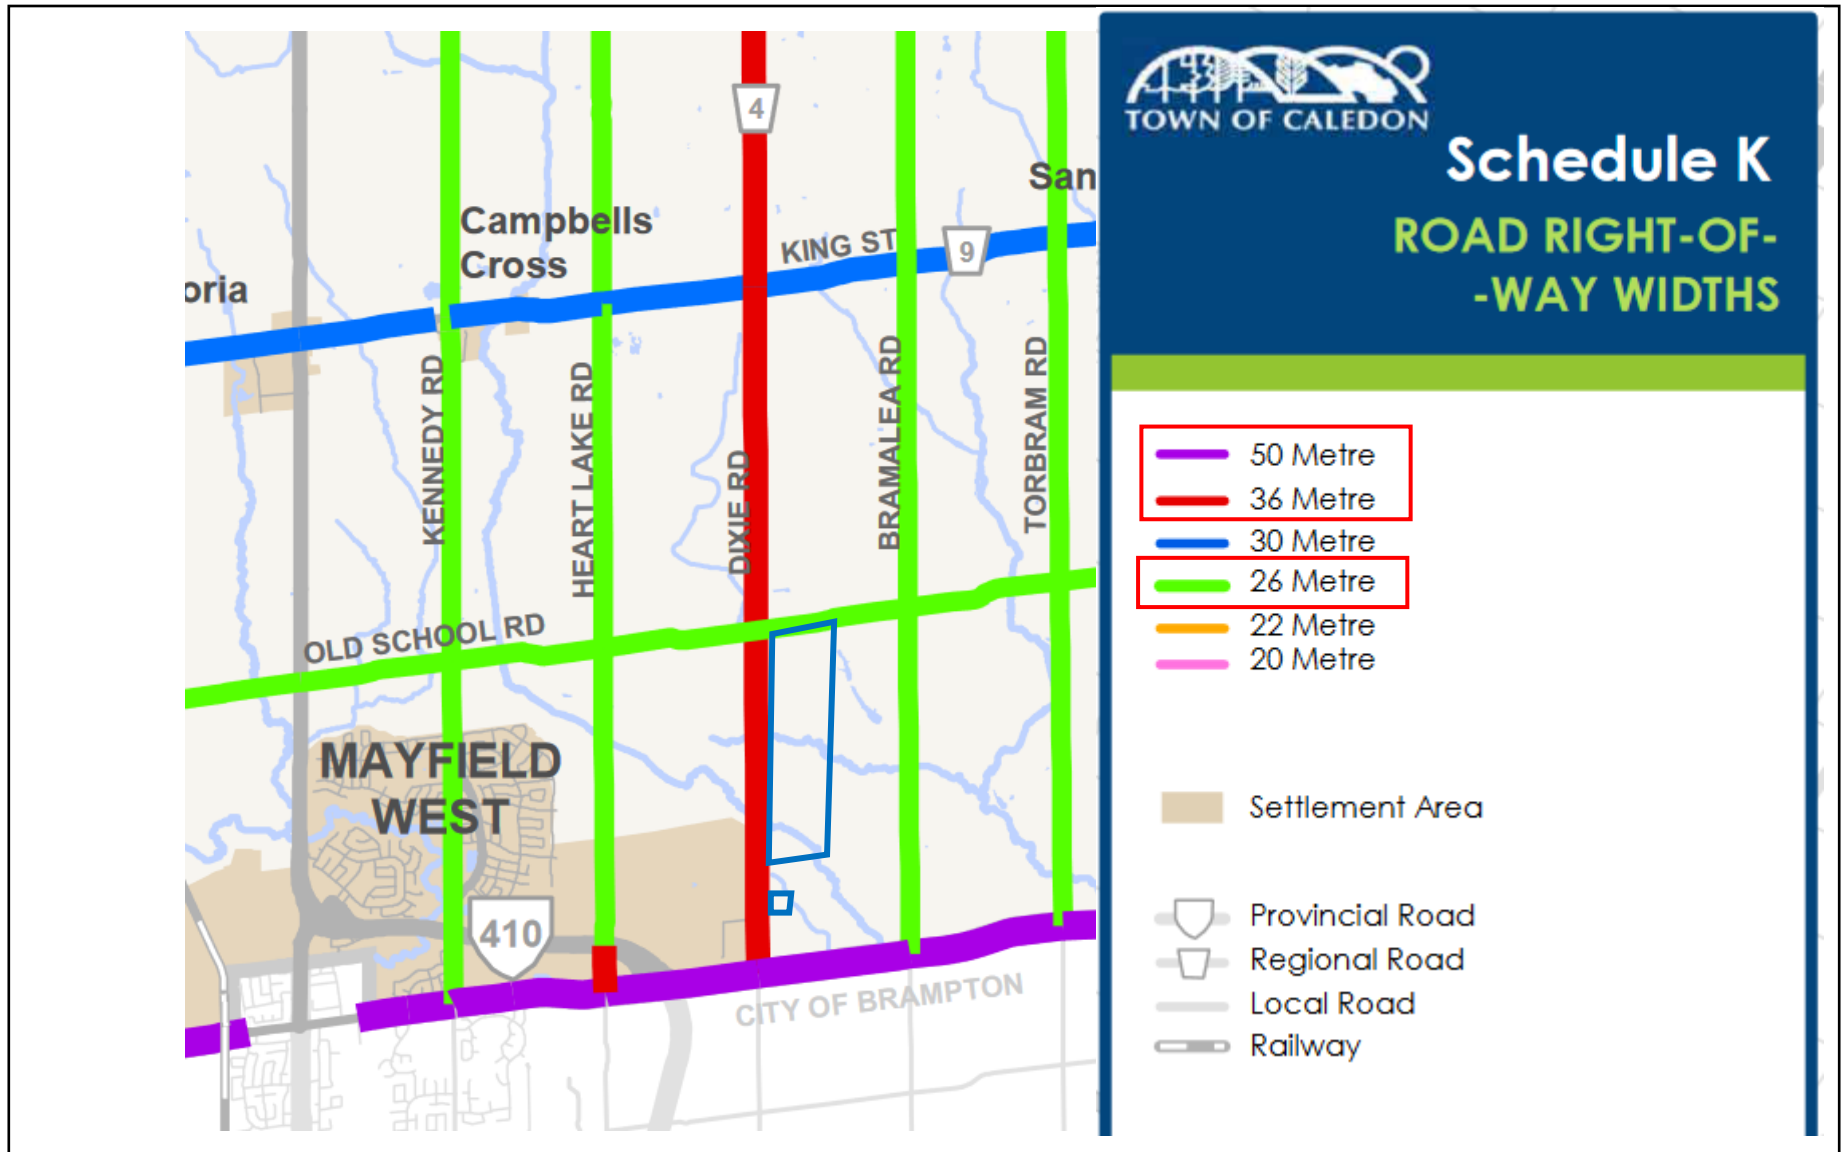 4
San
Campbells
Cross
KING ST
9
oria
KENNEDY RD
HEART LAKE RD
DIXIE RD
BRAMALEA RD
TORBRAM RD
OLD SCHOOL RD
MAYFIELD
WEST
410
CITY OF BRAMPTON
TOWN OF CALEDON
Schedule K
ROAD RIGHT-OF-
-WAY WIDTHS
50 Metre
36 Metre
30 Metre
26 Metre
22 Metre
20 Metre
Settlement Area
Provincial Road
Regional Road
Local Road
Railway